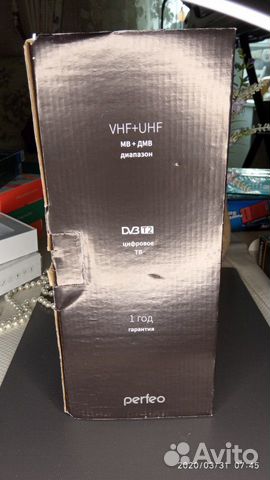 VHF+UHF
МВ + ДМВ
диапазон
DVB T2
цифровое
ТВ
1 год
гарантия
perfeo
2020/03/31 07:45
Avito